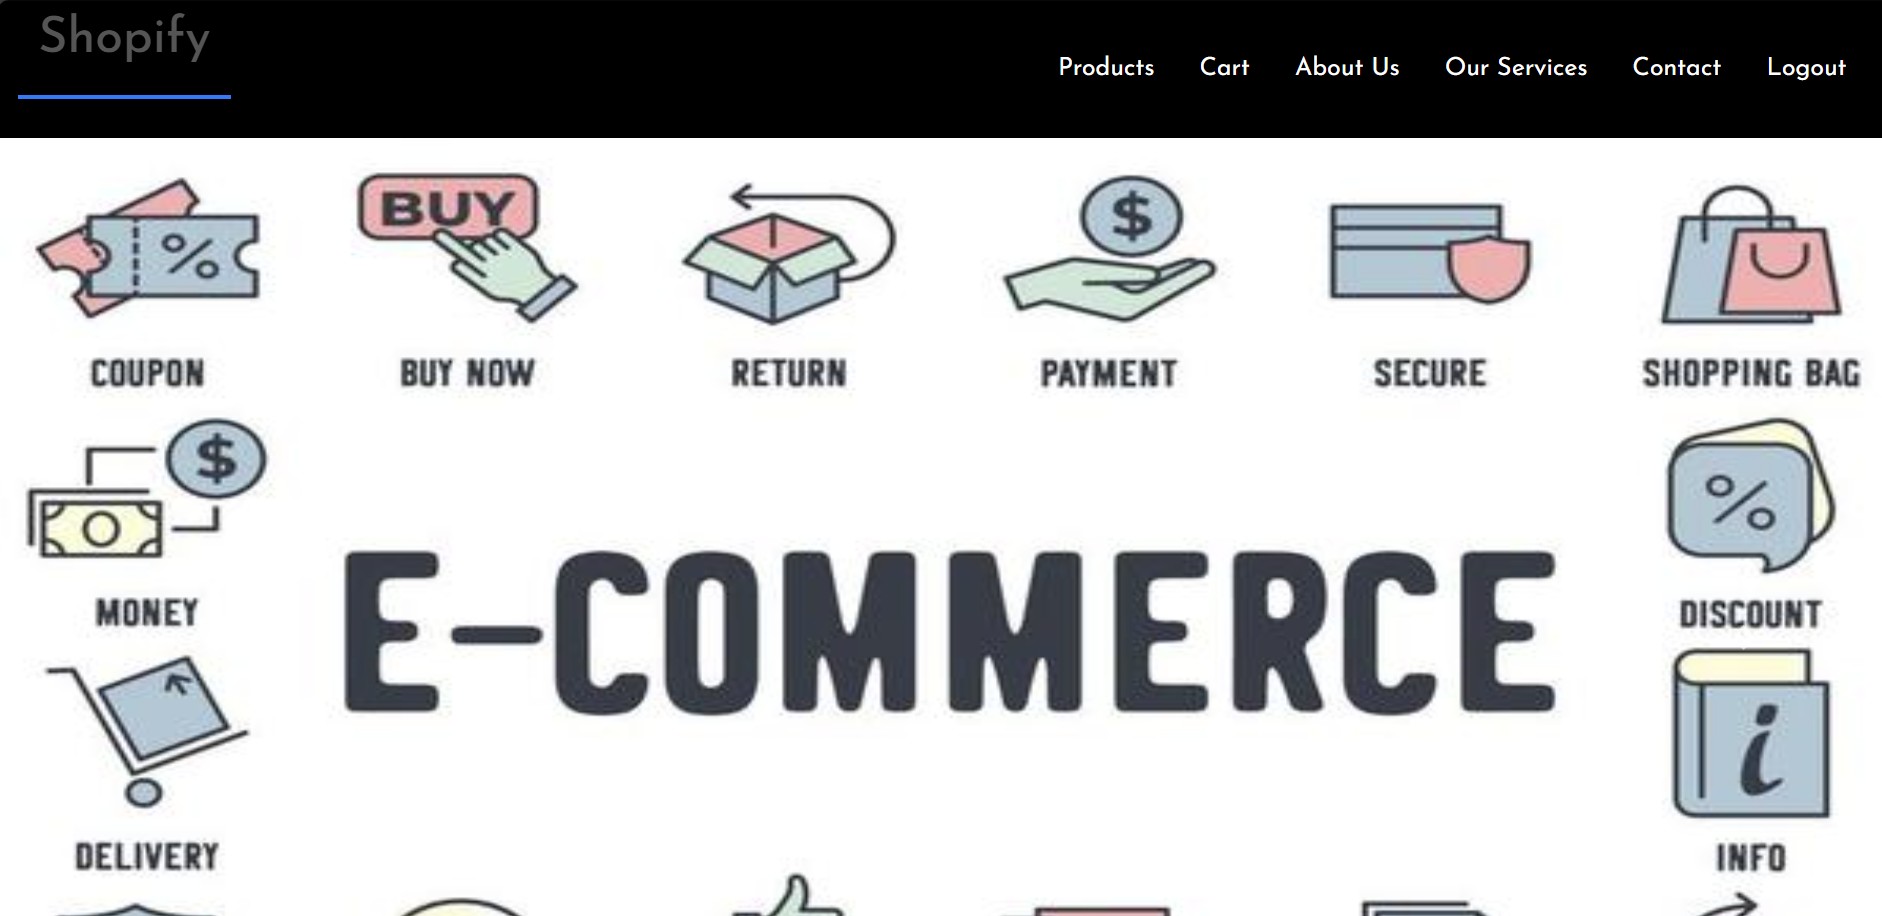 Shopify
Products Cart About Us Our Services Contact Logout
BUY
%
$
COUPON BUY NOW RETURN PAYMENT SECURE SHOPPING BAG
$
%
MONEY
E-COMMERCE
DISCOUNT
i
DELIVERY
INFO